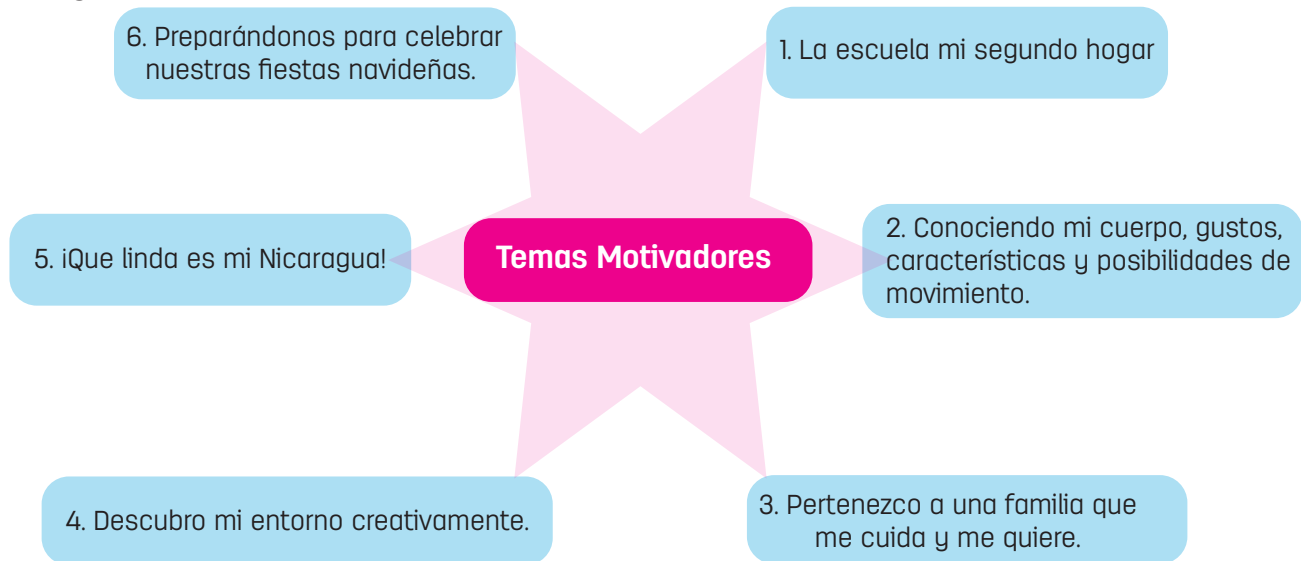 6. Preparándonos para celebrar
nuestras fiestas navideñas.
1. La escuela mi segundo hogar
5. ¡Que linda es mi Nicaragua!
Temas Motivadores
2. Conociendo mi cuerpo, gustos,
características y posibilidades de
movimiento.
4. Descubro mi entorno creativamente.
3. Pertenezco a una familia que
me cuida y me quiere.